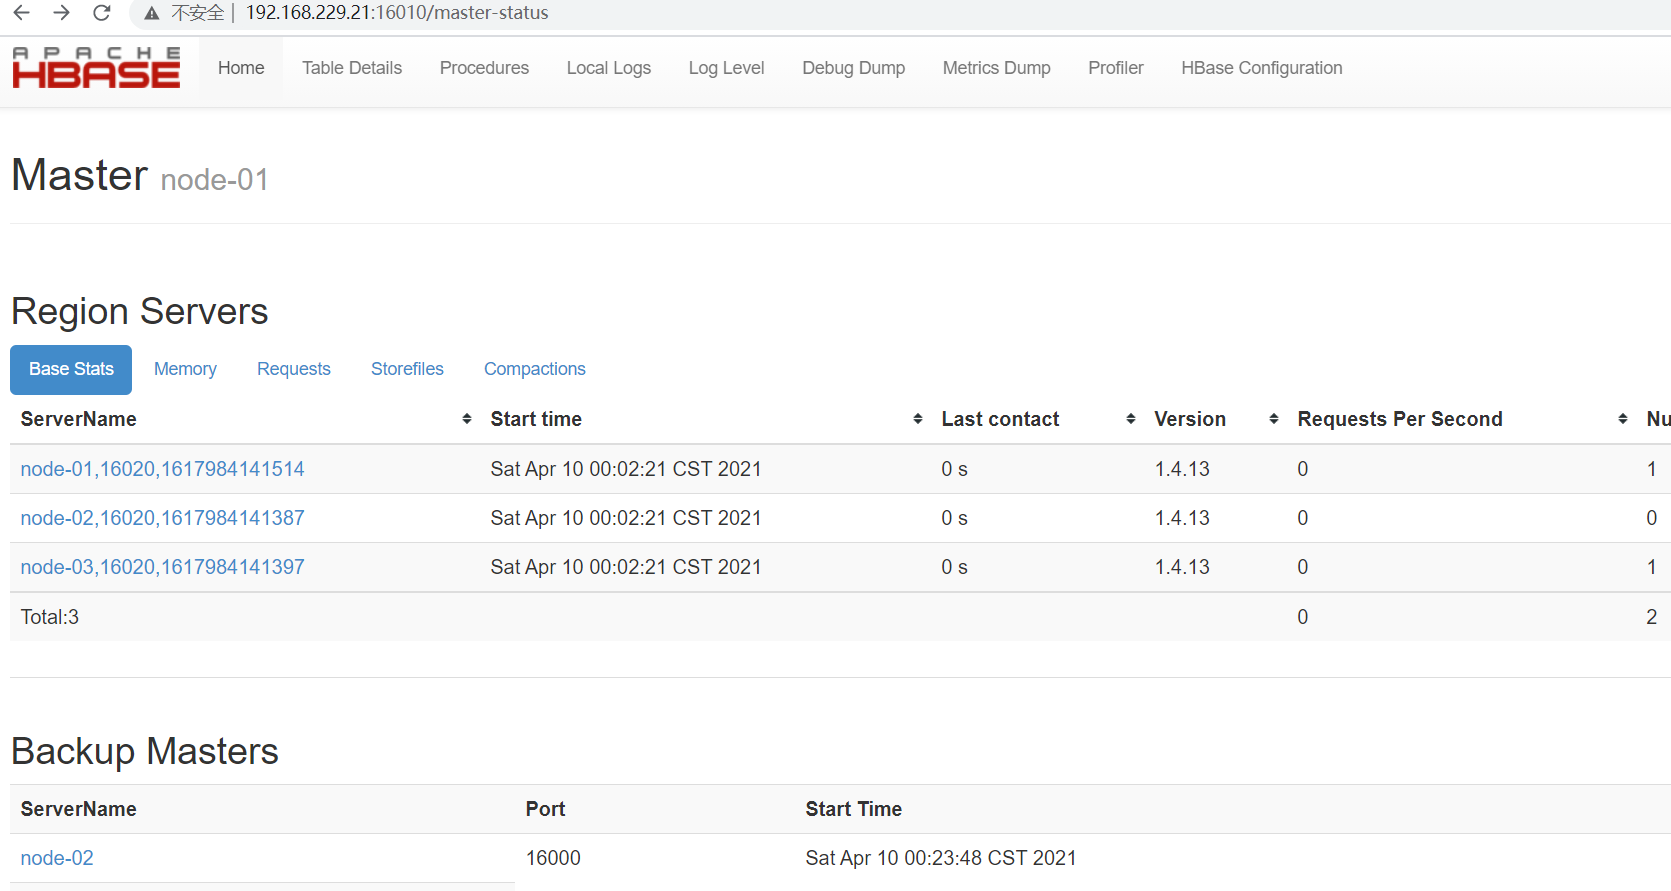 不安全 | 192.168.229.21:16010/master-status
APACHE
HBASE
Home Table Details Procedures Local Logs Log Level Debug Dump Metrics Dump Profiler HBase Configuration
Master node-01
Region Servers
Base Stats Memory Requests Storefiles Compactions
ServerName Start time Last contact Version Requests Per Second Nu
node-01,16020,1617984141514 Sat Apr 10 00:02:21 CST 2021 0 s 1.4.13 0 1
node-02,16020,1617984141387 Sat Apr 10 00:02:21 CST 2021 0 s 1.4.13 0 0
node-03,16020,1617984141397 Sat Apr 10 00:02:21 CST 2021 0 s 1.4.13 0 1
Total:3 0 2
Backup Masters
ServerName Port Start Time
node-02 16000 Sat Apr 10 00:23:48 CST 2021